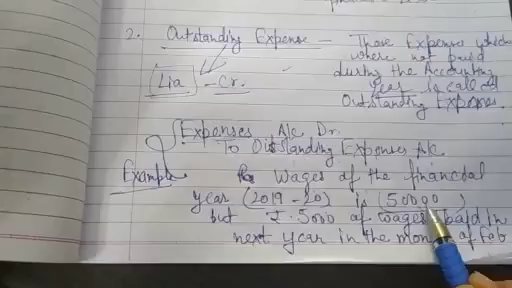 2. Outstanding Expense - Those Expenses which
where not paid
during the Accounting
year is called
Outstanding Expenses.
Lia - Cr.
Expenses A/c Dr.
To Outstanding Expenses A/c
Example Wages of the financial
year (2019-20) is (50000)
but ₹.5000 of wages paid in
next year in the month of Feb